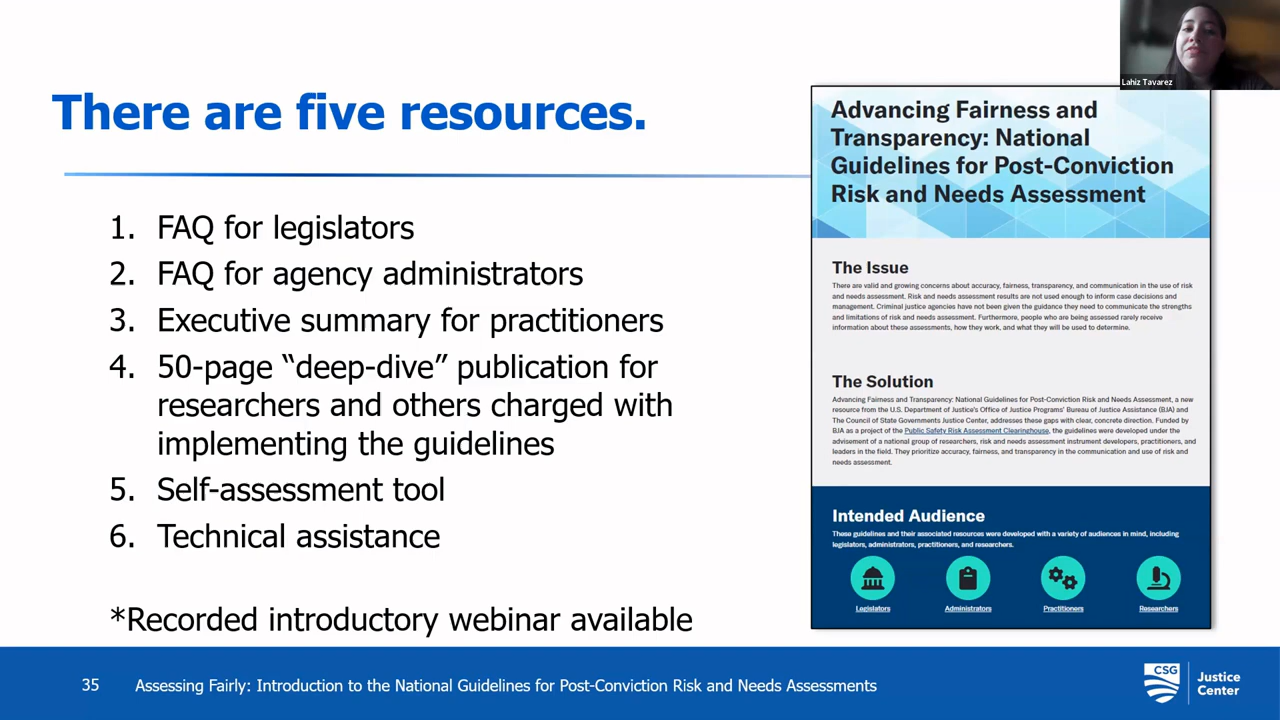 Lahiz Tavarez
There are five resources.
1. FAQ for legislators
2. FAQ for agency administrators
3. Executive summary for practitioners
4. 50-page “deep-dive” publication for
researchers and others charged with
implementing the guidelines
5. Self-assessment tool
6. Technical assistance
*Recorded introductory webinar available
Advancing Fairness and
Transparency: National
Guidelines for Post-Conviction
Risk and Needs Assessment
The Issue
There are valid and growing concerns about accuracy, fairness, transparency, and communication in the use of risk
and needs assessment. Risk and needs assessment results are not used enough to inform case decisions and
management. Criminal justice agencies have not been given the guidance they need to communicate the strengths
and limitations of risk and needs assessment. Furthermore, people who are being assessed rarely receive
information about these assessments, how they work, and what they will be used to determine.
The Solution
Advancing Fairness and Transparency: National Guidelines for Post-Conviction Risk and Needs Assessment, a new
resource from the U.S. Department of Justice's Office of Justice Programs' Bureau of Justice Assistance (BJA) and
The Council of State Governments Justice Center, addresses these gaps with clear, concrete direction. Funded by
BJA as a project of the Public Safety Risk Assessment Clearinghouse, the guidelines were developed under the
advisement of a national group of researchers, risk and needs assessment instrument developers, practitioners, and
leaders in the field. They prioritize accuracy, fairness, and transparency in the communication and use of risk and
needs assessment.
Intended Audience
These guidelines and their associated resources were developed with a variety of audiences in mind, including
legislators, administrators, practitioners, and researchers.
Legislators
Administrators
Practitioners
Researchers
35
Assessing Fairly: Introduction to the National Guidelines for Post-Conviction Risk and Needs Assessments
CSG
Justice
Center